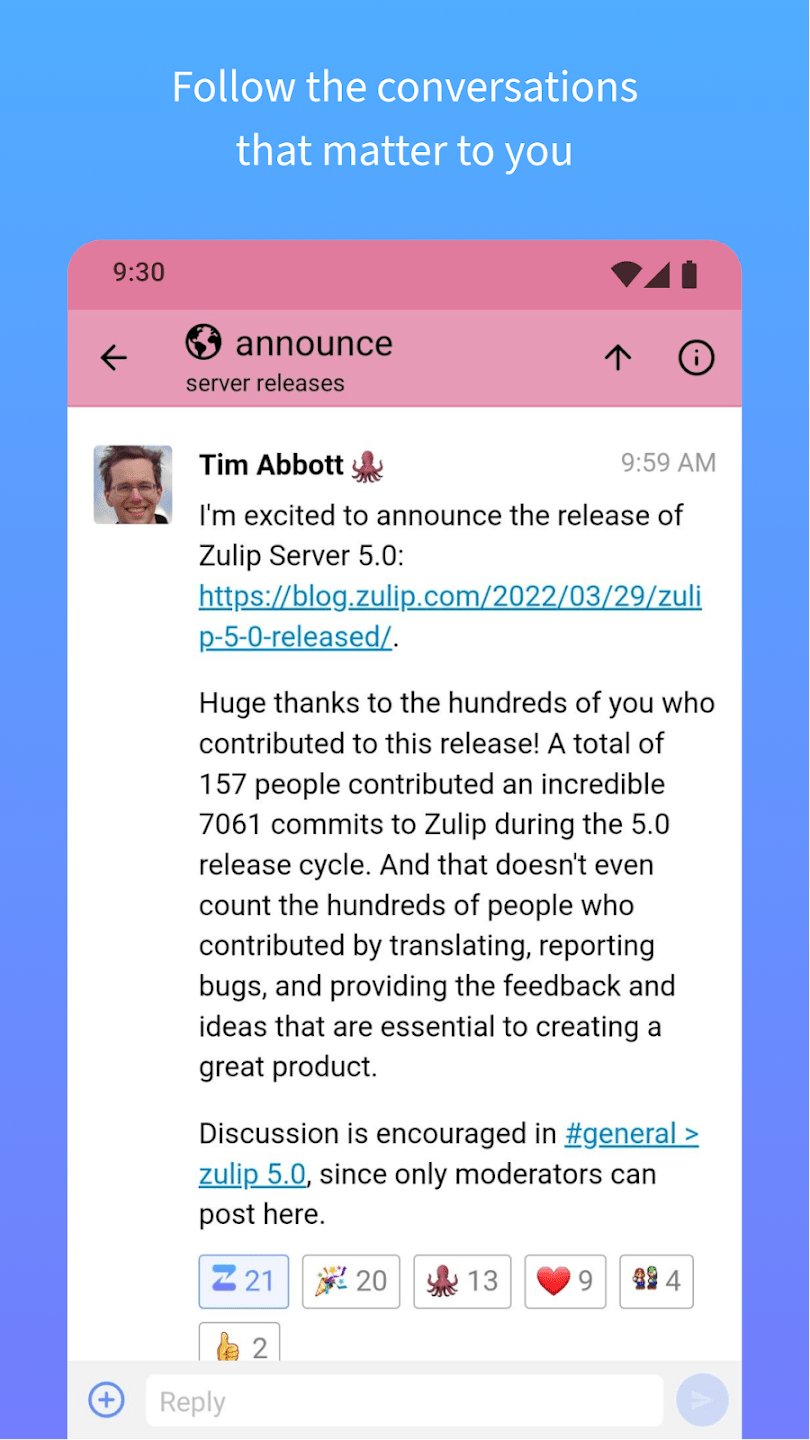 Follow the conversations
that matter to you
9:30
announce
server releases
Tim Abbott 🐙
9:59 AM
I'm excited to announce the release of
Zulip Server 5.0:
https://blog.zulip.com/2022/03/29/zuli
p-5-0-released/.
Huge thanks to the hundreds of you who
contributed to this release! A total of
157 people contributed an incredible
7061 commits to Zulip during the 5.0
release cycle. And that doesn't even
count the hundreds of people who
contributed by translating, reporting
bugs, and providing the feedback and
ideas that are essential to creating a
great product.
Discussion is encouraged in #general >
zulip 5.0, since only moderators can
post here.
21 20 13 9 4
2
Reply